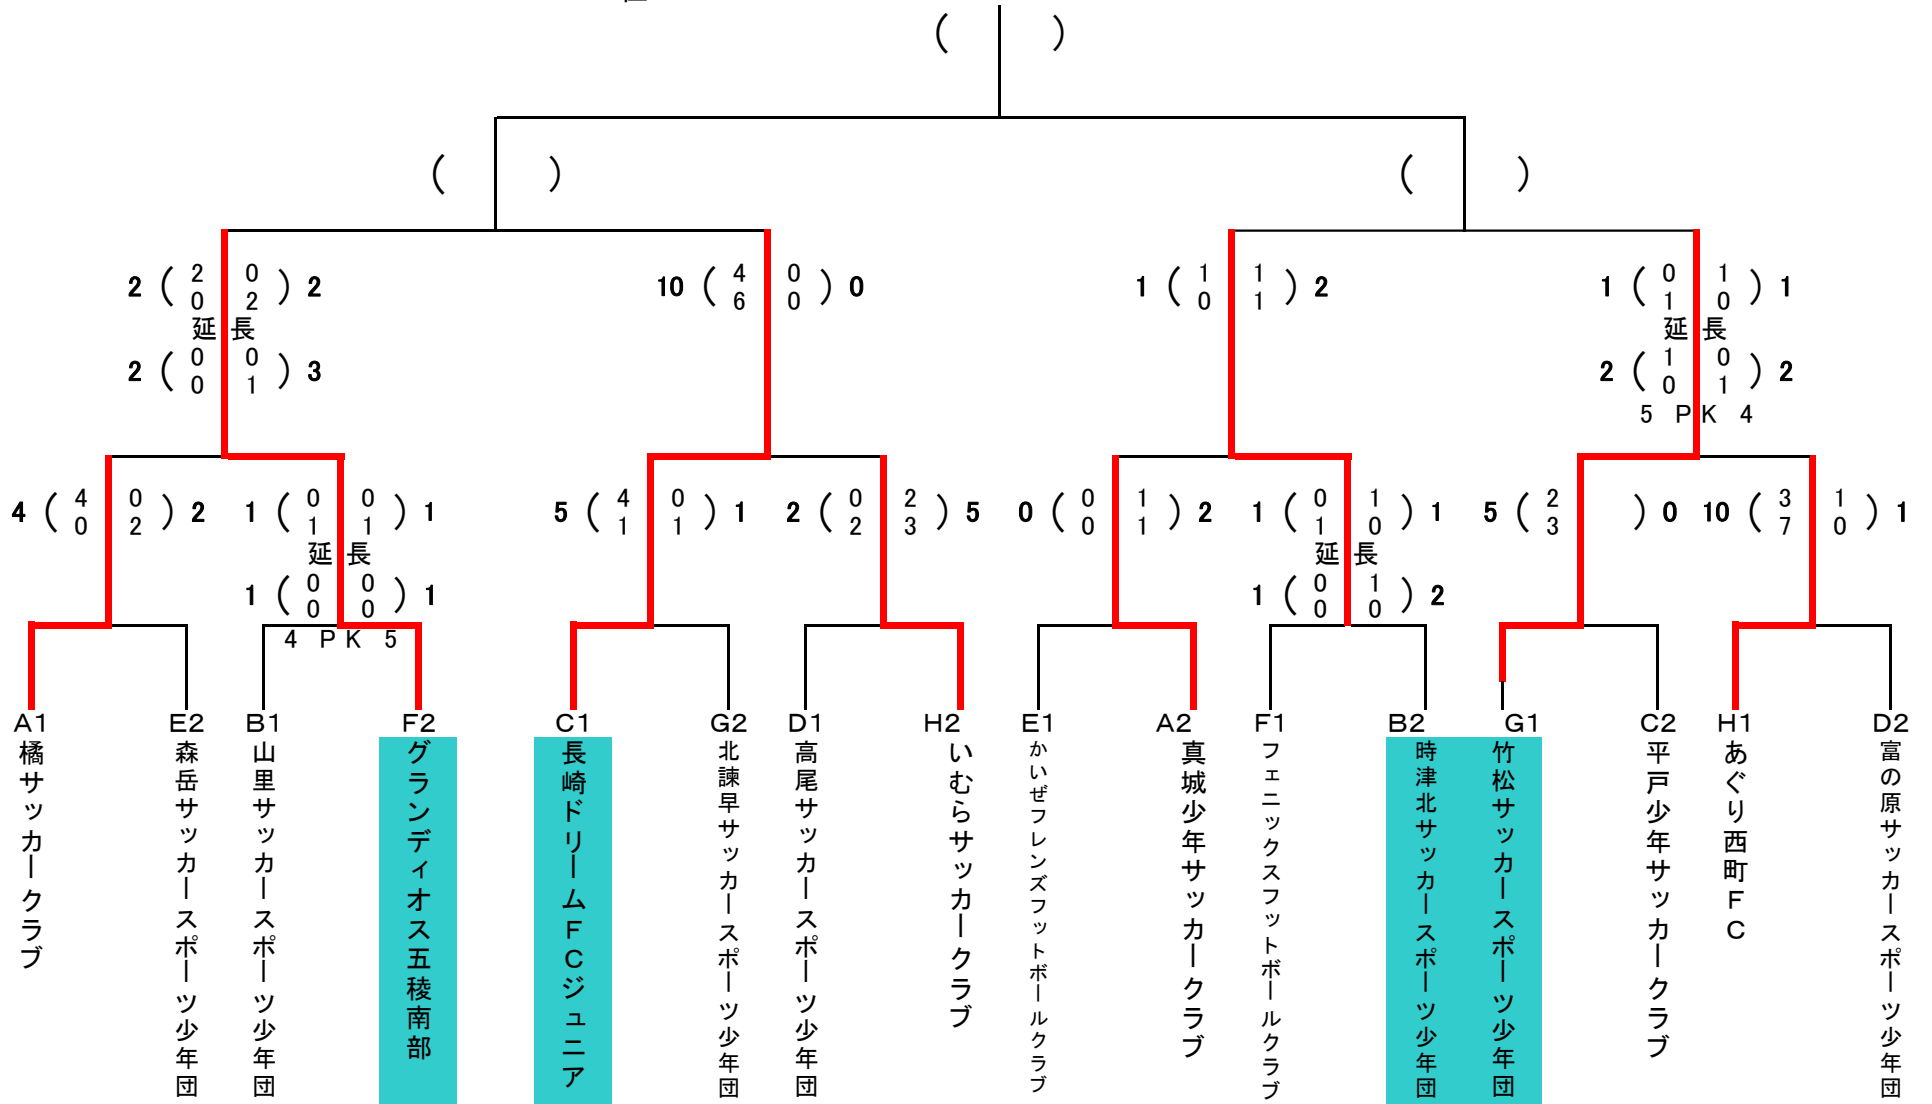 ( )
( ) ( )
2 ( 2 0 ) 2
0 2
延長
2 ( 0 0 ) 3
0 1
10 ( 4 0 ) 0
6 0
1 ( 1 1 ) 2
0 1
1 ( 0 1 ) 1
1 0
延長
2 ( 1 0 ) 2
0 1
5 PK 4
4 ( 4 0 ) 2
0 2
1 ( 0 0 ) 1
1 1
延長
1 ( 0 0 ) 1
0 0
4 PK 5
5 ( 4 0 ) 1
1 1
2 ( 0 2 ) 5
2 3
0 ( 0 1 ) 2
0 1
1 ( 0 1 ) 1
1 0
延長
1 ( 0 1 ) 2
0 0
5 ( 2 ) 0
3
10 ( 3 1 ) 1
7 0
A1
橘サッカークラブ
E2
森岳サッカースポーツ少年団
B1
山里サッカースポーツ少年団
F2
グランディオス五稜南部
C1
長崎ドリームFCジュニア
G2
北諫早サッカースポーツ少年団
D1
高尾サッカースポーツ少年団
H2
いむらサッカークラブ
E1
かいぜフレンズフットボールクラブ
A2
真城少年サッカークラブ
F1
フェニックスフットボールクラブ
B2
時津北サッカースポーツ少年団
G1
竹松サッカースポーツ少年団
C2
平戸少年サッカークラブ
H1
あぐり西町FC
D2
富の原サッカースポーツ少年団